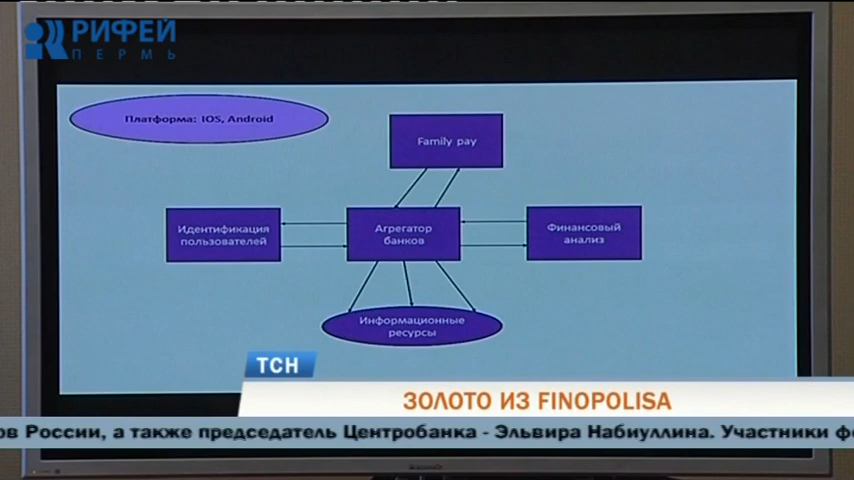 РИФЕЙ
ПЕРМЬ
Платформа: IOS, Android
Family pay
Идентификация
пользователей
Агрегатор
банков
Финансовый
анализ
Информационные
ресурсы
ТСН
ЗОЛОТО ИЗ FINOPOLISA
ов России, а также председатель Центробанка - Эльвира Набиуллина. Участники фо